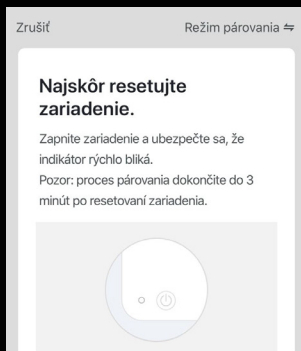 Zrušiť
Režim párovania ⇋
Najskôr resetujte
zariadenie.
Zapnite zariadenie a ubezpečte sa, že
indikátor rýchlo bliká.
Pozor: proces párovania dokončite do 3
minút po resetovaní zariadenia.